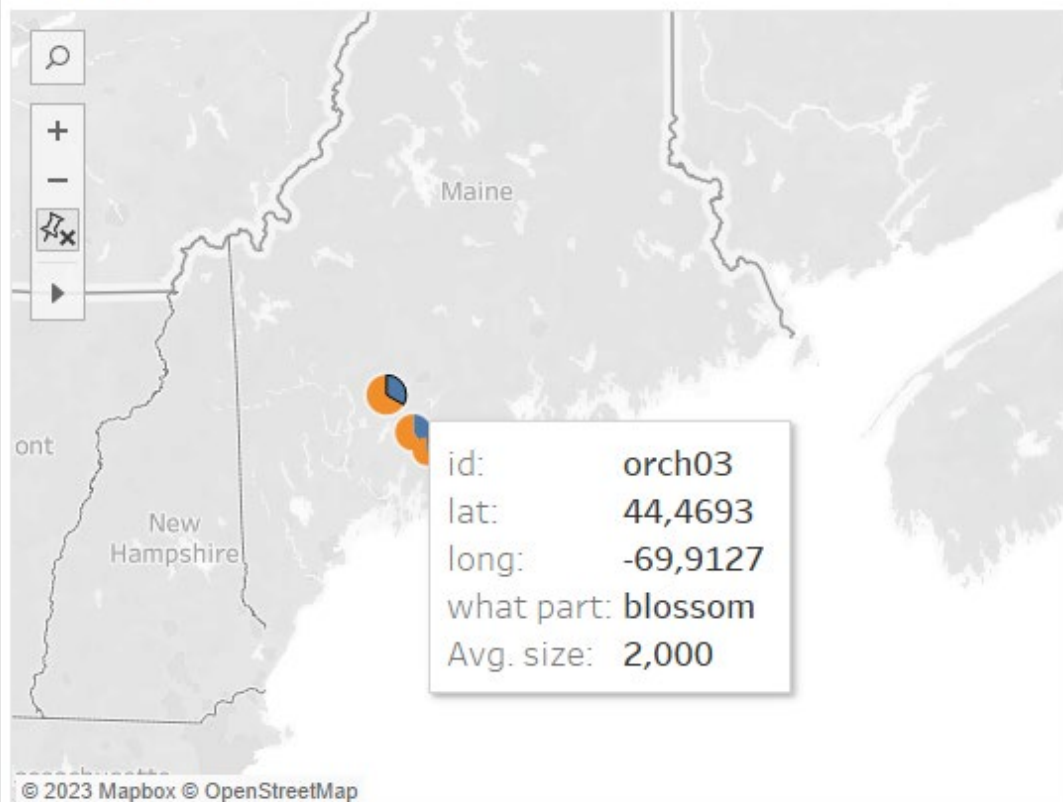 Maine
ont
New
Hampshire
id: orch03
lat: 44,4693
long: -69,9127
what part: blossom
Avg. size: 2,000
© 2023 Mapbox © OpenStreetMap